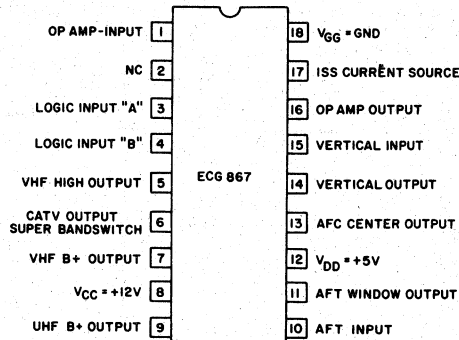 OP AMP-INPUT 1
NC 2
LOGIC INPUT "A" 3
LOGIC INPUT "B" 4
VHF HIGH OUTPUT 5
CATV OUTPUT
SUPER BANDSWITCH 6
VHF B+ OUTPUT 7
VCC = +12V 8
UHF B+ OUTPUT 9
ECG 867
18 VGG = GND
17 ISS CURRENT SOURCE
16 OP AMP OUTPUT
15 VERTICAL INPUT
14 VERTICAL OUTPUT
13 AFC CENTER OUTPUT
12 VDD = +5V
11 AFT WINDOW OUTPUT
10 AFT INPUT